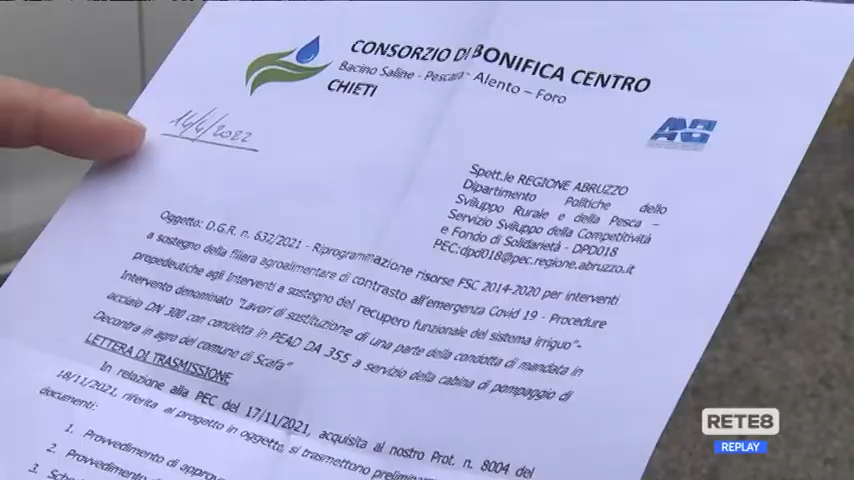 CONSORZIO DI BONIFICA CENTRO
Bacino Saline - Pescara - Alento – Foro
CHIETI
14/4/2022
Spett.le REGIONE ABRUZZO
Dipartimento Politiche dello
Sviluppo Rurale e della Pesca –
Servizio Sviluppo della Competitività
e Fondo di Solidarietà - DPD018
PEC:dpd018@pec.regione.abruzzo.it
Oggetto: D.G.R. n. 632/2021 - Riprogrammazione risorse FSC 2014-2020 per interventi
a sostegno della filiara agroalimentare di contrasto all'emergenza Covid 19 - Procedure
propedeutiche agli Interventi a sostegno del recupero funzionale del sistema irriguo"-
Intervento denominato "Lavori di sostituzione di una parte della condotta di mandata in
acciaio DN 300 con condetta in PEAD DA 355 a servizio della cabina di pompaggio di
Decontra in agro del comune di Scafa"
LETTERA DI TRASMISSIONE
In relazione alla PEC del 17/11/2021, acquisita al nostro Prot. n. 8004 del
18/11/2021, riferita al progetto in oggetto, si trasmettono
documenti:
1. Provvedimento di
2. Provvedimento
3.
RETE8
REPLAY